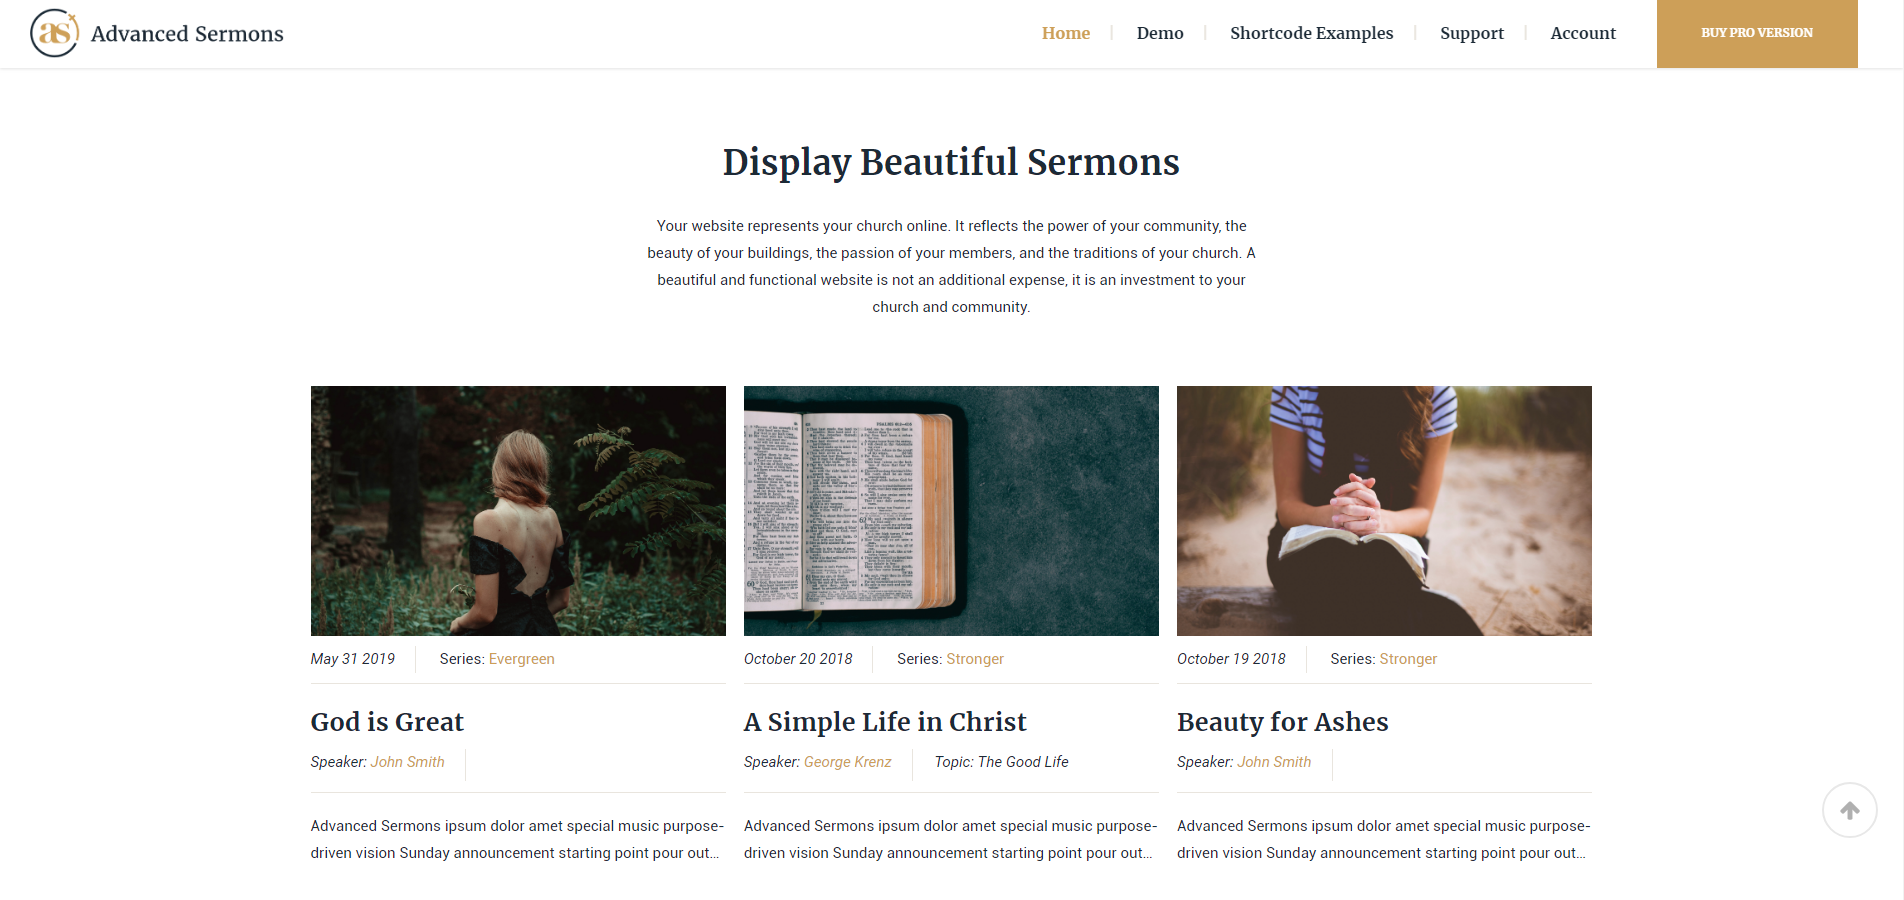 as Advanced Sermons
Home Demo Shortcode Examples Support Account BUY PRO VERSION
Display Beautiful Sermons
Your website represents your church online. It reflects the power of your community, the
beauty of your buildings, the passion of your members, and the traditions of your church. A
beautiful and functional website is not an additional expense, it is an investment to your
church and community.
May 31 2019 Series: Evergreen
God is Great
Speaker: John Smith
Advanced Sermons ipsum dolor amet special music purpose-
driven vision Sunday announcement starting point pour out...
October 20 2018 Series: Stronger
A Simple Life in Christ
Speaker: George Krenz Topic: The Good Life
Advanced Sermons ipsum dolor amet special music purpose-
driven vision Sunday announcement starting point pour out...
October 19 2018 Series: Stronger
Beauty for Ashes
Speaker: John Smith
Advanced Sermons ipsum dolor amet special music purpose-
driven vision Sunday announcement starting point pour out...